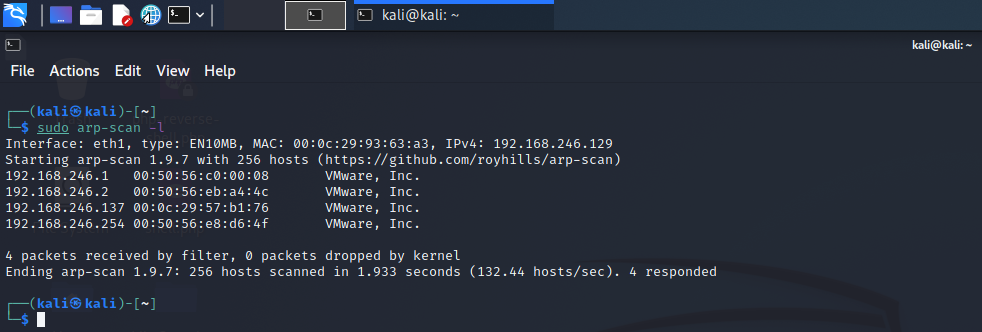 kali@kali: ~
kali@kali: ~
File Actions Edit View Help
┌──(kali㉿kali)-[~]
└─$ sudo arp-scan -l
Interface: eth1, type: EN10MB, MAC: 00:0c:29:93:63:a3, IPv4: 192.168.246.129
Starting arp-scan 1.9.7 with 256 hosts (https://github.com/royhills/arp-scan)
192.168.246.1 00:50:56:c0:00:08 VMware, Inc.
192.168.246.2 00:50:56:eb:a4:4c VMware, Inc.
192.168.246.137 00:0c:29:57:b1:76 VMware, Inc.
192.168.246.254 00:50:56:e8:d6:4f VMware, Inc.
4 packets received by filter, 0 packets dropped by kernel
Ending arp-scan 1.9.7: 256 hosts scanned in 1.933 seconds (132.44 hosts/sec). 4 responded
┌──(kali㉿kali)-[~]
└─$